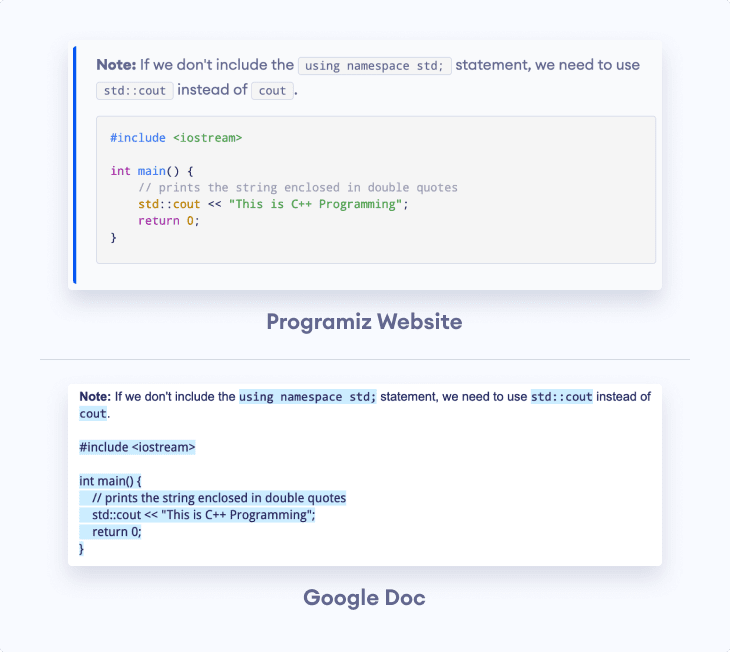 Note: If we don't include the using namespace std; statement, we need to use
std::cout instead of cout.
#include <iostream>
int main() {
    // prints the string enclosed in double quotes
    std::cout << "This is C++ Programming";
    return 0;
}
Programiz Website
Note: If we don't include the using namespace std; statement, we need to use std::cout instead of
cout.
#include <iostream>
int main() {
    // prints the string enclosed in double quotes
    std::cout << "This is C++ Programming";
    return 0;
}
Google Doc